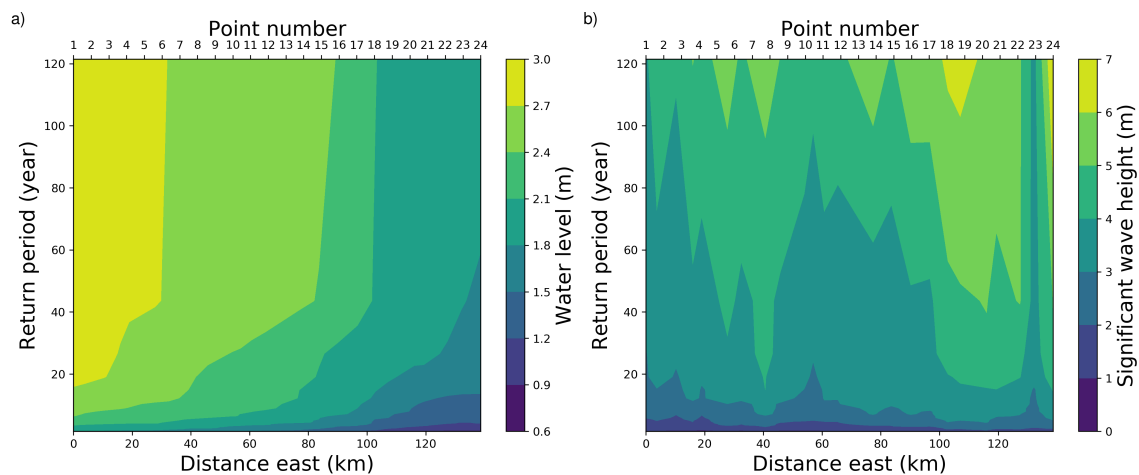 a)
Point number
1 2 3 4 5 6 7 8 9 10 11 12 13 14 15 16 17 18 19 20 21 22 23 24
120
100
80
60
40
20
Return period (year)
0 20 40 60 80 100 120
Distance east (km)
3.0
2.7
2.4
2.1
1.8
1.5
1.2
0.9
0.6
Water level (m)
b)
Point number
1 2 3 4 5 6 7 8 9 10 11 12 13 14 15 16 17 18 19 20 21 22 23 24
120
100
80
60
40
20
Return period (year)
0 20 40 60 80 100 120
Distance east (km)
7
6
5
4
3
2
1
0
Significant wave height (m)